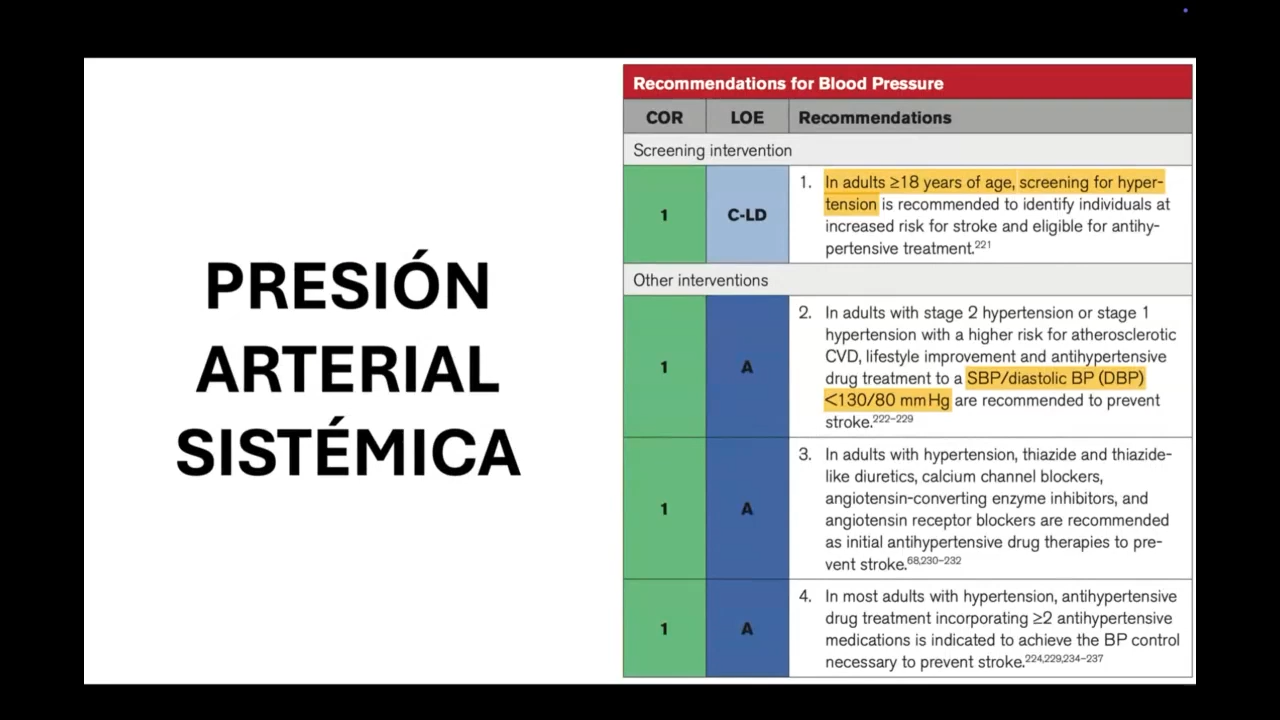 PRESIÓN
ARTERIAL
SISTÉMICA
Recommendations for Blood Pressure
COR LOE Recommendations
Screening intervention
1 C-LD 1. In adults ≥18 years of age, screening for hyper-
tension is recommended to identify individuals at
increased risk for stroke and eligible for antihy-
pertensive treatment.221
Other interventions
1 A 2. In adults with stage 2 hypertension or stage 1
hypertension with a higher risk for atherosclerotic
CVD, lifestyle improvement and antihypertensive
drug treatment to a SBP/diastolic BP (DBP)
<130/80 mm Hg are recommended to prevent
stroke.222–229
1 A 3. In adults with hypertension, thiazide and thiazide-
like diuretics, calcium channel blockers,
angiotensin-converting enzyme inhibitors, and
angiotensin receptor blockers are recommended
as initial antihypertensive drug therapies to pre-
vent stroke.68,230–232
1 A 4. In most adults with hypertension, antihypertensive
drug treatment incorporating ≥2 antihypertensive
medications is indicated to achieve the BP control
necessary to prevent stroke.224,229,234–237